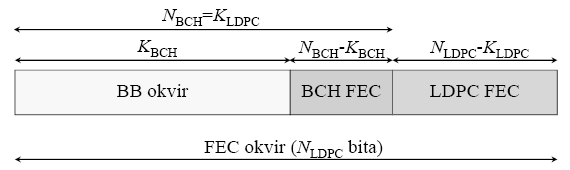 N_BCH=K_LDPC
K_BCH N_BCH-K_BCH N_LDPC-K_LDPC
BB okvir BCH FEC LDPC FEC
FEC okvir (N_LDPC bita)